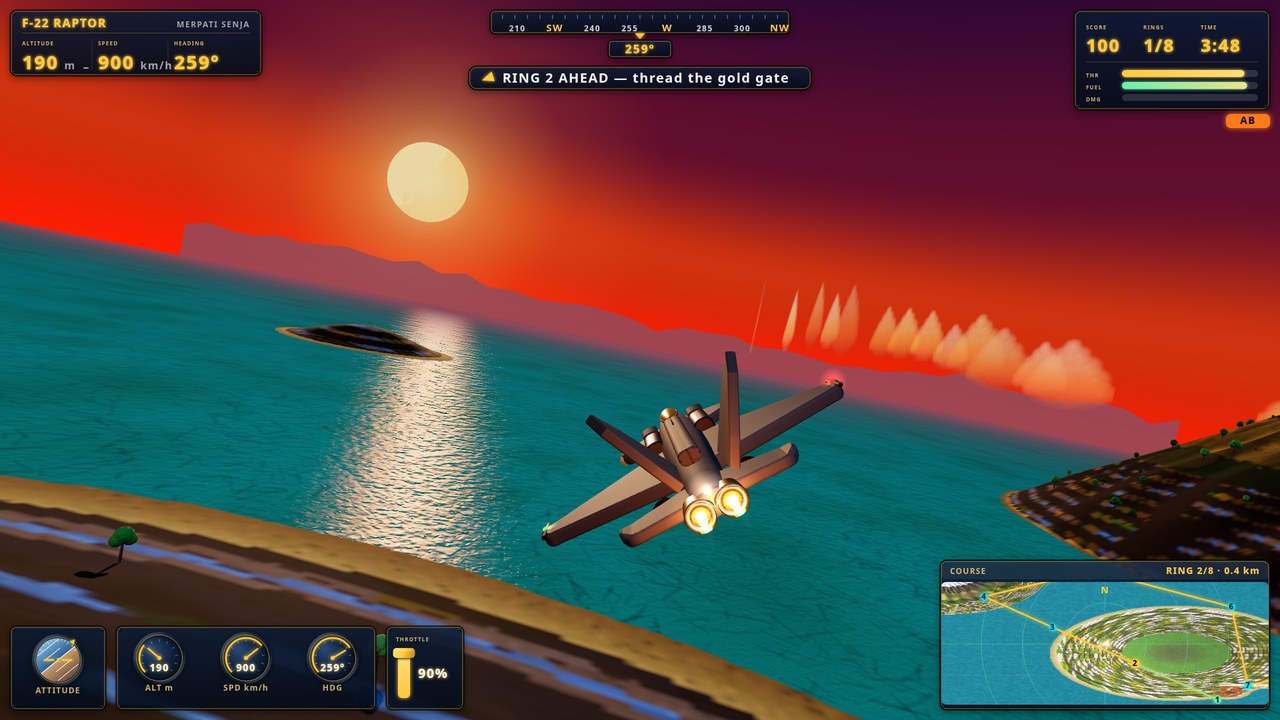 F-22 RAPTOR MERPATI SENJA
ALTITUDE SPEED HEADING
190 m – 900 km/h 259°
210 SW 240 255 W 285 300 NW
259°
RING 2 AHEAD — thread the gold gate
SCORE RINGS TIME
100 1/8 3:48
THR
FUEL
DMG
AB
190 900 259°
ATTITUDE ALT m SPD km/h HDG
THROTTLE
90%
COURSE RING 2/8 · 0.4 km
N
4
6
3
2
7
1